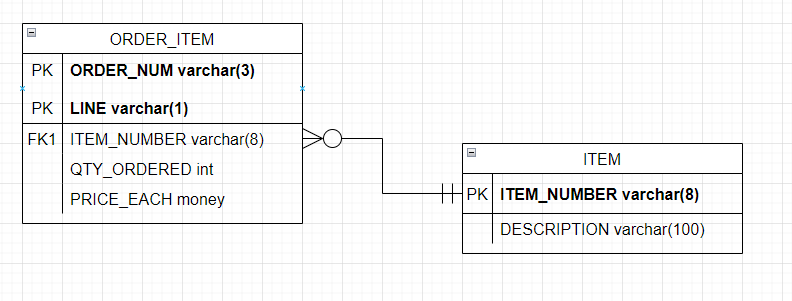 ORDER_ITEM
PK ORDER_NUM varchar(3)
PK LINE varchar(1)
FK1 ITEM_NUMBER varchar(8)
QTY_ORDERED int
PRICE_EACH money
ITEM
PK ITEM_NUMBER varchar(8)
DESCRIPTION varchar(100)